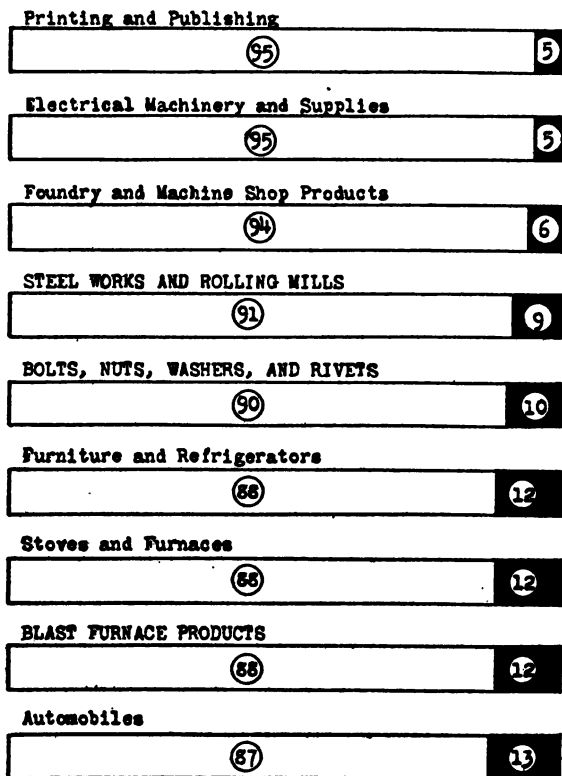 Printing and Publishing
95 5
Electrical Machinery and Supplies
95 5
Foundry and Machine Shop Products
94 6
STEEL WORKS AND ROLLING MILLS
91 9
BOLTS, NUTS, WASHERS, AND RIVETS
90 10
Furniture and Refrigerators
88 12
Stoves and Furnaces
88 12
BLAST FURNACE PRODUCTS
88 12
Automobiles
87 13